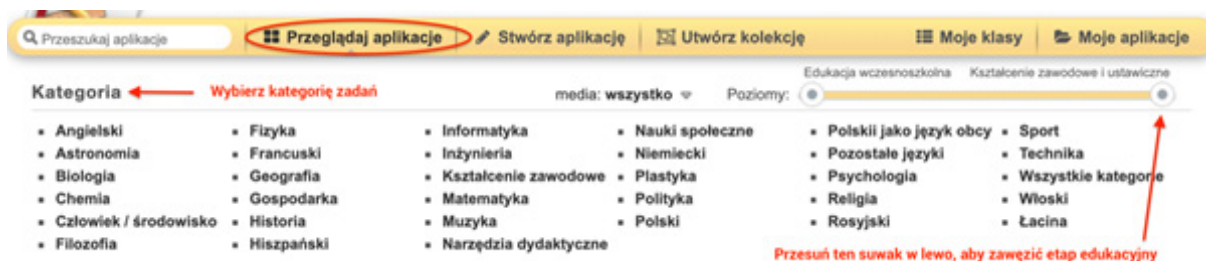 Przeszukaj aplikacje
Przeglądaj aplikacje
Stwórz aplikację
Utwórz kolekcję
Moje klasy
Moje aplikacje
Edukacja wczesnoszkolna
Kształcenie zawodowe i ustawiczne
Kategoria
Wybierz kategorię zadań
media: wszystko
Poziomy:
Angielski
Astronomia
Biologia
Chemia
Człowiek / środowisko
Filozofia
Fizyka
Francuski
Geografia
Gospodarka
Historia
Hiszpański
Informatyka
Inżynieria
Kształcenie zawodowe
Matematyka
Muzyka
Narzędzia dydaktyczne
Nauki społeczne
Niemiecki
Plastyka
Polityka
Polski
Polskii jako język obcy
Pozostałe języki
Psychologia
Religia
Rosyjski
Sport
Technika
Wszystkie kategorie
Włoski
Łacina
Przesuń ten suwak w lewo, aby zawęzić etap edukacyjny